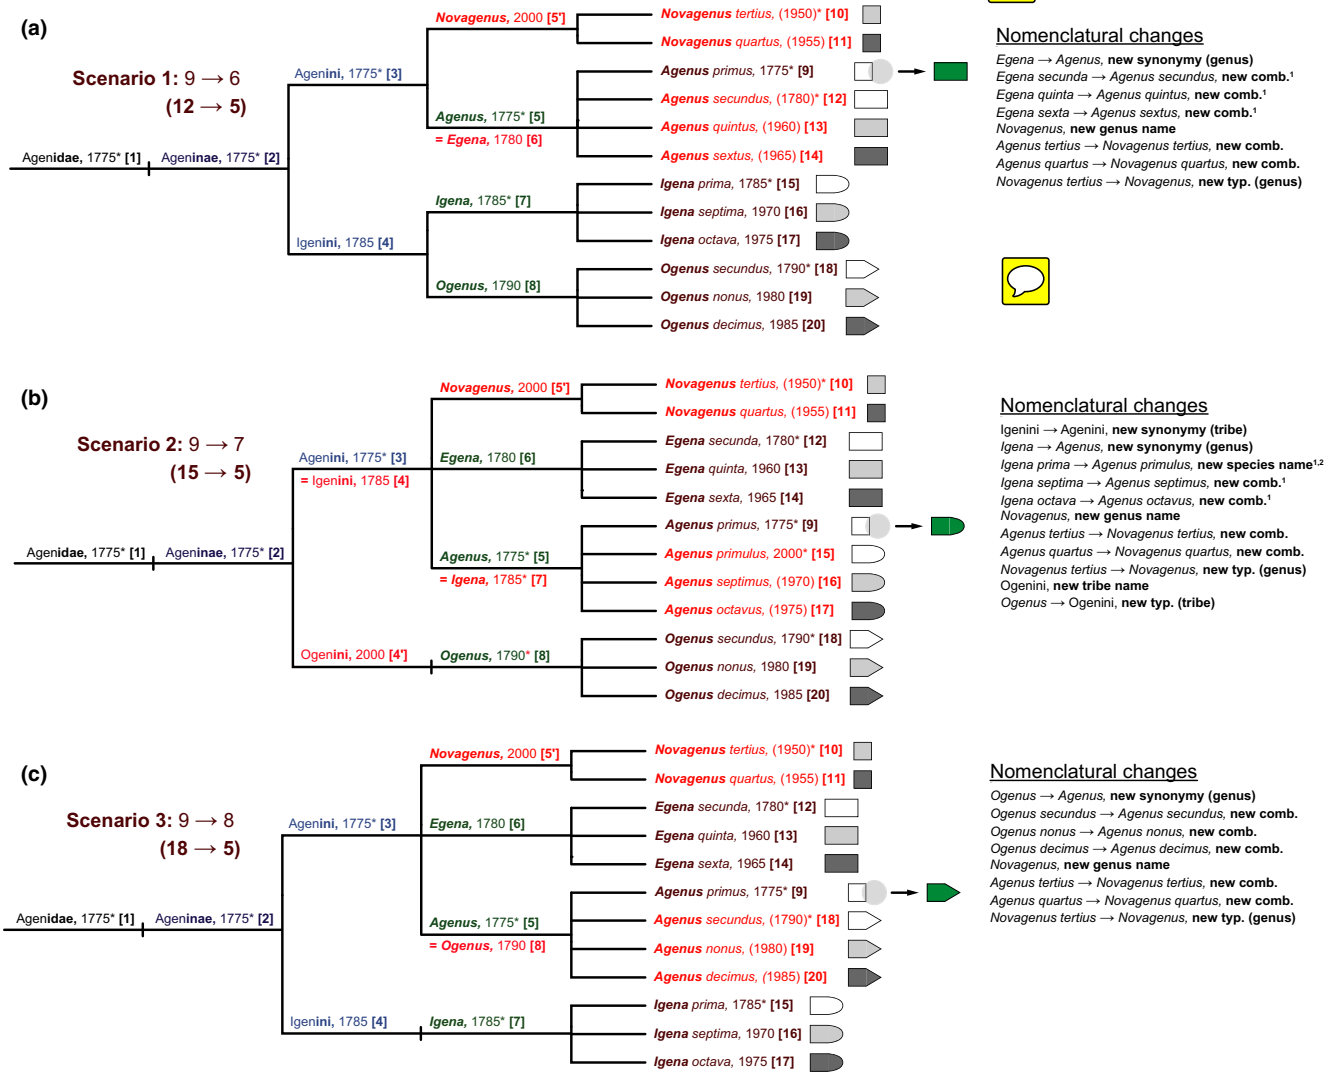 (a)
Scenario 1: 9 → 6
(12 → 5)
Agenidae, 1775* [1]
Ageninae, 1775* [2]
Agenini, 1775* [3]
Igenini, 1785 [4]
Novagenus, 2000 [5']
Agenus, 1775* [5]
= Egena, 1780 [6]
Igena, 1785* [7]
Ogenus, 1790 [8]
Novagenus tertius, (1950)* [10]
Novagenus quartus, (1955) [11]
Agenus primus, 1775* [9]
Agenus secundus, (1780)* [12]
Agenus quintus, (1960) [13]
Agenus sextus, (1965) [14]
Igena prima, 1785* [15]
Igena septima, 1970 [16]
Igena octava, 1975 [17]
Ogenus secundus, 1790* [18]
Ogenus nonus, 1980 [19]
Ogenus decimus, 1985 [20]
Nomenclatural changes
Egena → Agenus, new synonymy (genus)
Egena secunda → Agenus secundus, new comb.¹
Egena quinta → Agenus quintus, new comb.¹
Egena sexta → Agenus sextus, new comb.¹
Novagenus, new genus name
Agenus tertius → Novagenus tertius, new comb.
Agenus quartus → Novagenus quartus, new comb.
Novagenus tertius → Novagenus, new typ. (genus)
(b)
Scenario 2: 9 → 7
(15 → 5)
Agenidae, 1775* [1]
Ageninae, 1775* [2]
Agenini, 1775* [3]
= Igenini, 1785 [4]
Ogenini, 2000 [4']
Novagenus, 2000 [5']
Egena, 1780 [6]
Agenus, 1775* [5]
= Igena, 1785* [7]
Ogenus, 1790* [8]
Novagenus tertius, (1950)* [10]
Novagenus quartus, (1955) [11]
Egena secunda, 1780* [12]
Egena quinta, 1960 [13]
Egena sexta, 1965 [14]
Agenus primus, 1775* [9]
Agenus primulus, 2000* [15]
Agenus septimus, (1970) [16]
Agenus octavus, (1975) [17]
Ogenus secundus, 1790* [18]
Ogenus nonus, 1980 [19]
Ogenus decimus, 1985 [20]
Nomenclatural changes
Igenini → Agenini, new synonymy (tribe)
Igena → Agenus, new synonymy (genus)
Igena prima → Agenus primulus, new species name¹,²
Igena septima → Agenus septimus, new comb.¹
Igena octava → Agenus octavus, new comb.¹
Novagenus, new genus name
Agenus tertius → Novagenus tertius, new comb.
Agenus quartus → Novagenus quartus, new comb.
Novagenus tertius → Novagenus, new typ. (genus)
Ogenini, new tribe name
Ogenus → Ogenini, new typ. (tribe)
(c)
Scenario 3: 9 → 8
(18 → 5)
Agenidae, 1775* [1]
Ageninae, 1775* [2]
Agenini, 1775* [3]
Igenini, 1785 [4]
Novagenus, 2000 [5']
Egena, 1780 [6]
Agenus, 1775* [5]
= Ogenus, 1790 [8]
Igena, 1785* [7]
Novagenus tertius, (1950)* [10]
Novagenus quartus, (1955) [11]
Egena secunda, 1780* [12]
Egena quinta, 1960 [13]
Egena sexta, 1965 [14]
Agenus primus, 1775* [9]
Agenus secundus, (1790)* [18]
Agenus nonus, (1980) [19]
Agenus decimus, (1985) [20]
Igena prima, 1785* [15]
Igena septima, 1970 [16]
Igena octava, 1975 [17]
Nomenclatural changes
Ogenus → Agenus, new synonymy (genus)
Ogenus secundus → Agenus secundus, new comb.
Ogenus nonus → Agenus nonus, new comb.
Ogenus decimus → Agenus decimus, new comb.
Novagenus, new genus name
Agenus tertius → Novagenus tertius, new comb.
Agenus quartus → Novagenus quartus, new comb.
Novagenus tertius → Novagenus, new typ. (genus)